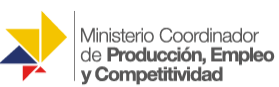 Ministerio Coordinador
de Producción, Empleo
y Competitividad